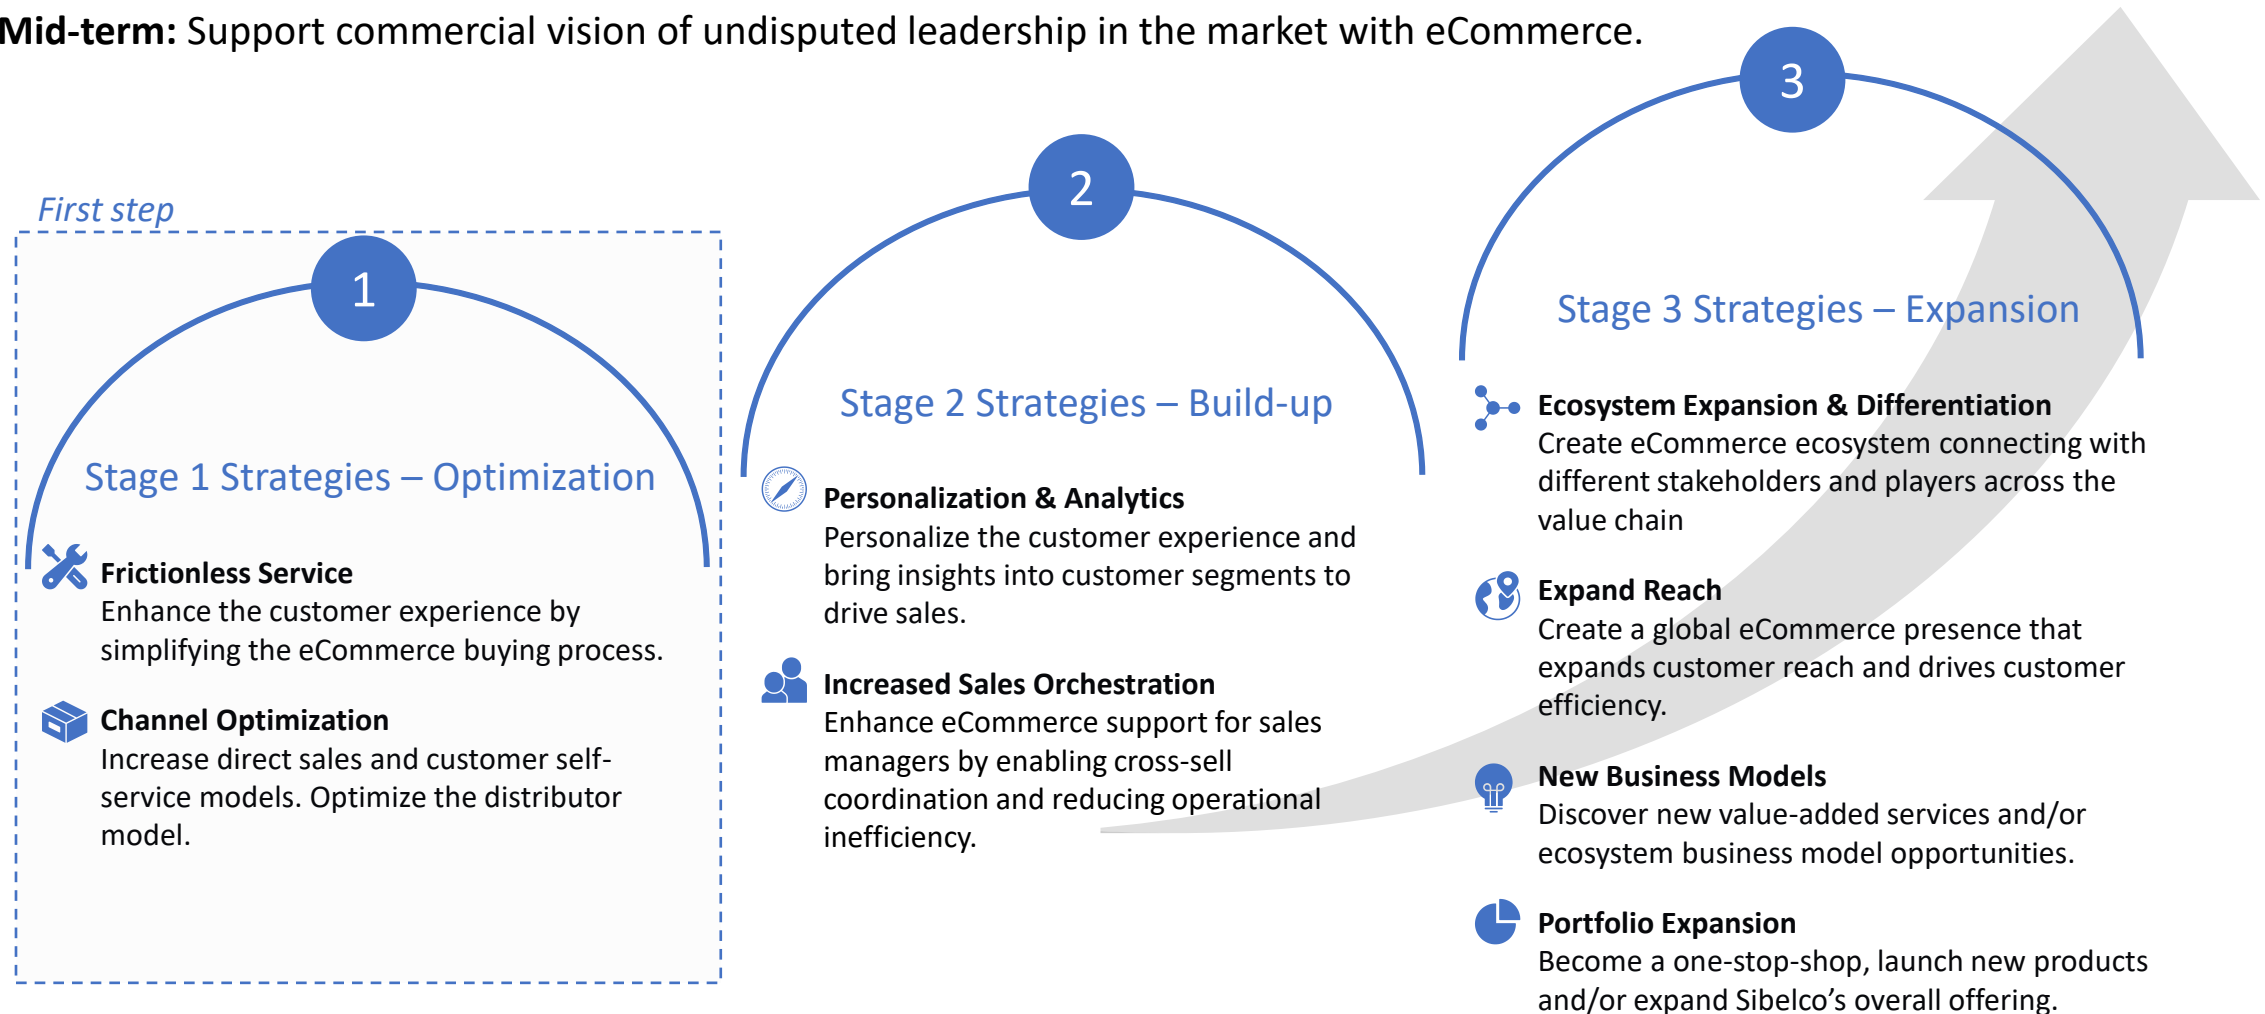 Mid-term: Support commercial vision of undisputed leadership in the market with eCommerce.
First step
1
Stage 1 Strategies – Optimization
Frictionless Service
Enhance the customer experience by
simplifying the eCommerce buying process.
Channel Optimization
Increase direct sales and customer self-
service models. Optimize the distributor
model.
2
Stage 2 Strategies – Build-up
Personalization & Analytics
Personalize the customer experience and
bring insights into customer segments to
drive sales.
Increased Sales Orchestration
Enhance eCommerce support for sales
managers by enabling cross-sell
coordination and reducing operational
inefficiency.
3
Stage 3 Strategies – Expansion
Ecosystem Expansion & Differentiation
Create eCommerce ecosystem connecting with
different stakeholders and players across the
value chain
Expand Reach
Create a global eCommerce presence that
expands customer reach and drives customer
efficiency.
New Business Models
Discover new value-added services and/or
ecosystem business model opportunities.
Portfolio Expansion
Become a one-stop-shop, launch new products
and/or expand Sibelco’s overall offering.